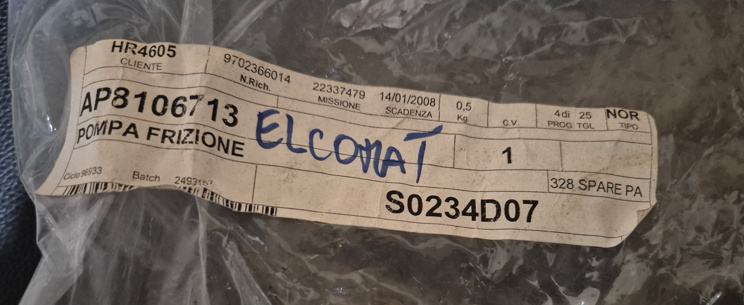 HR4605 9702366014 22337479 14/01/2008 0,5 4di 25 NOR
CLIENTE N.Rich. MISSIONE SCADENZA Kg C.V. PROG TGL TIPO
AP8106713 ELCOMAT 1
POMPA FRIZIONE
328 SPARE PA
Batch
S0234D07